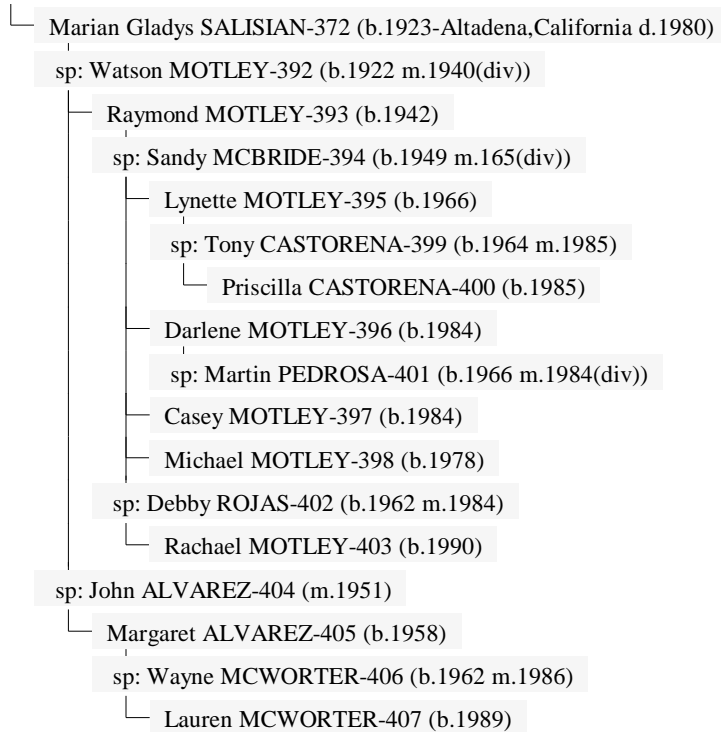 Marian Gladys SALISIAN-372 (b.1923-Altadena,California d.1980)
sp: Watson MOTLEY-392 (b.1922 m.1940(div))
Raymond MOTLEY-393 (b.1942)
sp: Sandy MCBRIDE-394 (b.1949 m.165(div))
Lynette MOTLEY-395 (b.1966)
sp: Tony CASTORENA-399 (b.1964 m.1985)
Priscilla CASTORENA-400 (b.1985)
Darlene MOTLEY-396 (b.1984)
sp: Martin PEDROSA-401 (b.1966 m.1984(div))
Casey MOTLEY-397 (b.1984)
Michael MOTLEY-398 (b.1978)
sp: Debby ROJAS-402 (b.1962 m.1984)
Rachael MOTLEY-403 (b.1990)
sp: John ALVAREZ-404 (m.1951)
Margaret ALVAREZ-405 (b.1958)
sp: Wayne MCWORTER-406 (b.1962 m.1986)
Lauren MCWORTER-407 (b.1989)